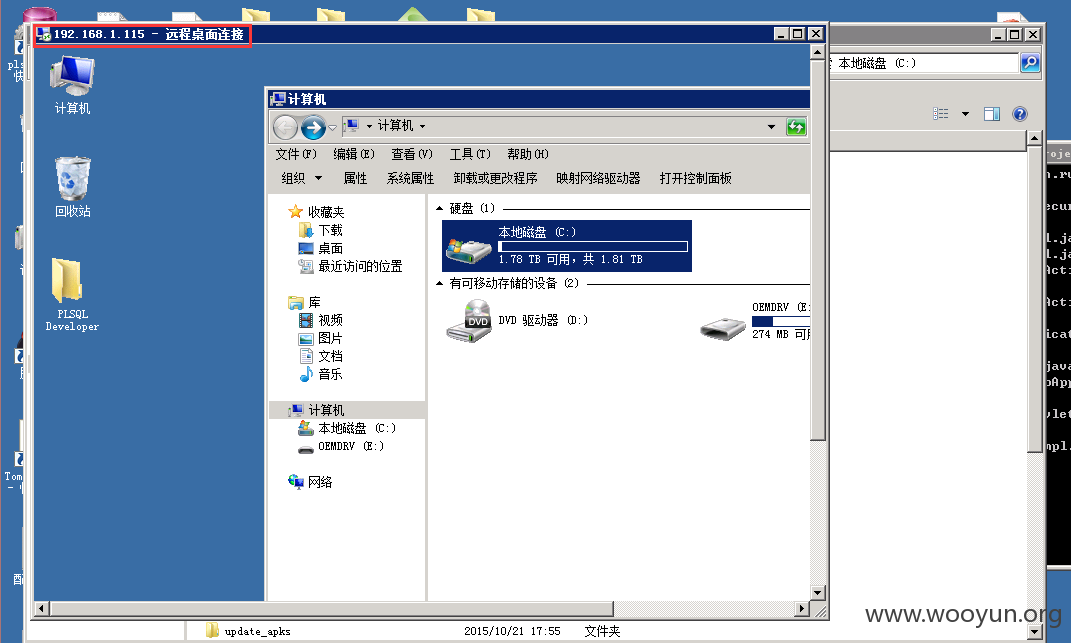 192.168.1.115 - 远程桌面连接
本地磁盘 (C:)
计算机
回收站
PLSQL
Developer
计算机
计算机
文件(F) 编辑(E) 查看(V) 工具(T) 帮助(H)
组织 属性 系统属性 卸载或更改程序 映射网络驱动器 打开控制面板
收藏夹
下载
桌面
最近访问的位置
库
视频
图片
文档
音乐
计算机
本地磁盘 (C:)
OEMDRV (E:)
网络
硬盘 (1)
本地磁盘 (C:)
1.78 TB 可用, 共 1.81 TB
有可移动存储的设备 (2)
DVD
DVD 驱动器 (D:)
OEMDRV (E:
274 MB 可
update_apks 2015/10/21 17:55 文件夹
www.wooyun.org